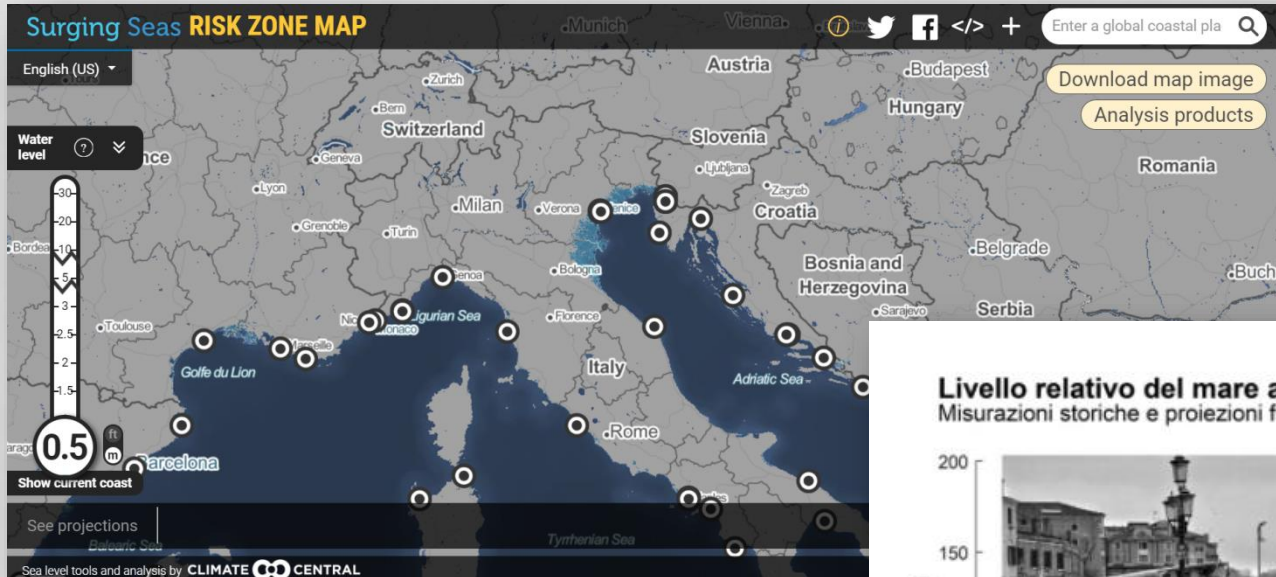 Surging Seas RISK ZONE MAP
Munich
Vienna
i
</>
+
Enter a global coastal pla
English (US)
Zurich
Austria
Budapest
Download map image
Bern
Hungary
Analysis products
Water level
?
nce
Switzerland
Slovenia
Geneva
Ljubljana
Romania
Lyon
Milan
Verona
enice
Zagreb
Croatia
30
20
Grenoble
Turin
Bordea
10
Belgrade
Bologna
Bosnia and Herzegovina
Buch
5
enoa
Serbia
3
Sarajevo
Nic
onaco
Ligurian Sea
Florence
Toulouse
2.5
Golfe du Lion
Italy
2
Adriatic Sea
1.5
Rome
0.5
ft
m
Barcelona
Show current coast
See projections
Balearic Sea
Tyrrhenian Sea
Sea level tools and analysis by CLIMATE CENTRAL
Livello relativo del mare a
Misurazioni storiche e proiezioni f
200
150